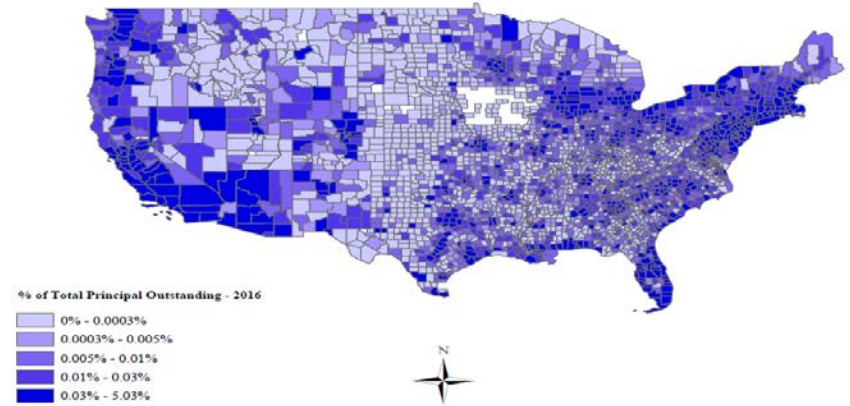 % of Total Principal Outstanding - 2016
0% - 0.0003%
0.0003% - 0.005%
0.005% - 0.01%
0.01% - 0.03%
0.03% - 5.03%
N